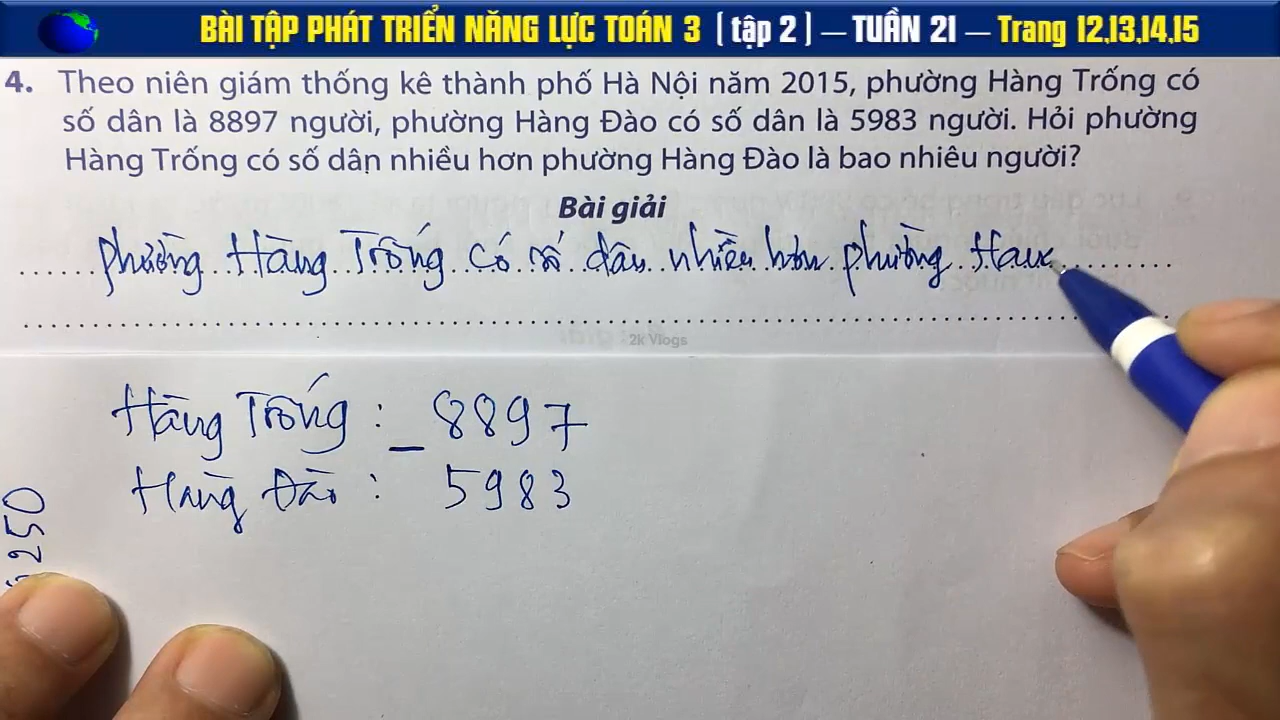 BÀI TẬP PHÁT TRIỂN NĂNG LỰC TOÁN 3 ( tập 2 ) — TUẦN 21 — Trang 12,13,14,15
4. Theo niên giám thống kê thành phố Hà Nội năm 2015, phường Hàng Trống có
số dân là 8897 người, phường Hàng Đào có số dân là 5983 người. Hỏi phường
Hàng Trống có số dân nhiều hơn phường Hàng Đào là bao nhiêu người?
Bài giải
phường Hàng Trống có số dân nhiều hơn phường Han
2K Vlogs
Hàng Trống : _ 8897
Hàng Đào : 5983
250